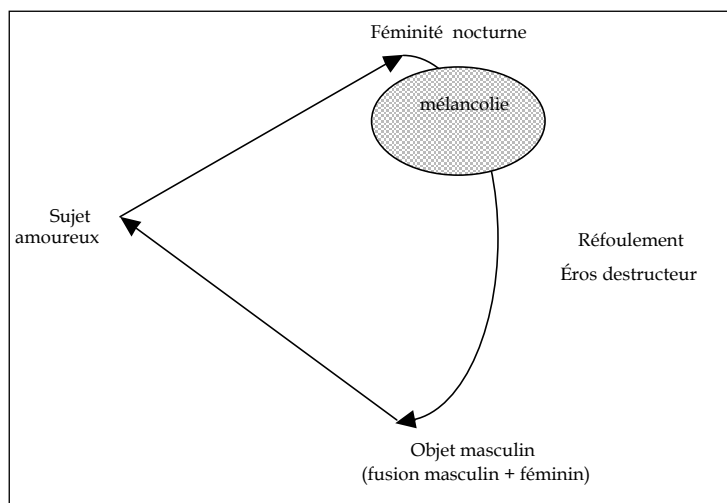 Féminité nocturne
mélancolie
Sujet
amoureux
Réfoulement
Éros destructeur
Objet masculin
(fusion masculin + féminin)